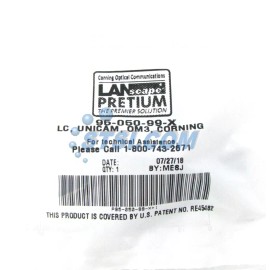 Corning Optical Communications
LANscape
PRETIUM
THE PREMIER SOLUTION
95-050-99-X
LC, UNICAM, OM3, CORNING
For technical Assistance,
Please Call 1-800-743-2671
DATE: 07/27/18
QTY: 1 BY: MESJ
THIS PRODUCT IS COVERED BY U.S. PATENT NO. RE45482